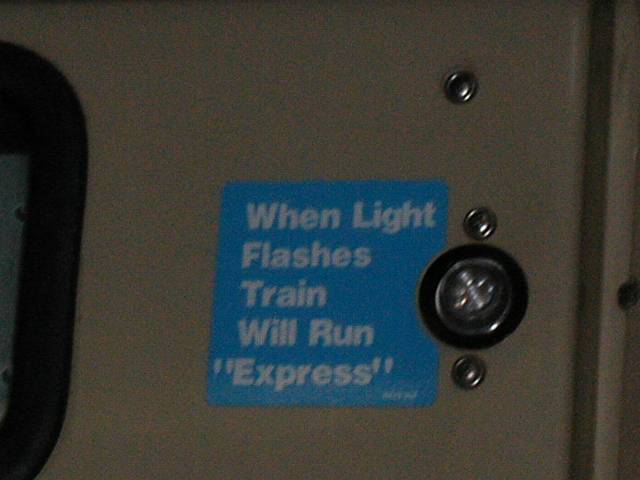 When Light
Flashes
Train
Will Run
"Express"